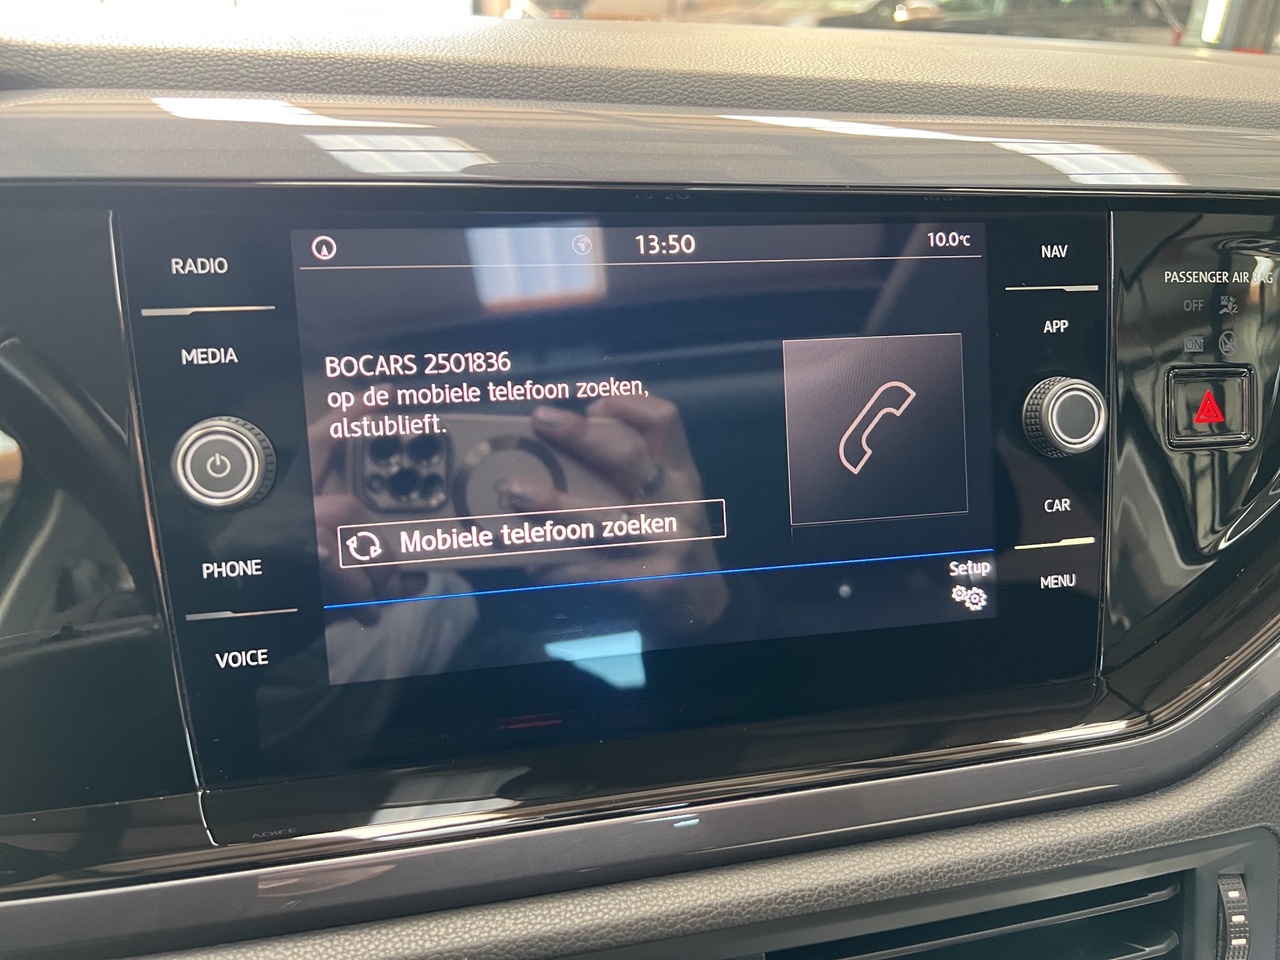 RADIO
MEDIA
PHONE
VOICE
13:50
10.0°C
BOCARS 2501836
op de mobiele telefoon zoeken,
alstublieft.
Mobiele telefoon zoeken
Setup
NAV
APP
CAR
MENU
PASSENGER AIR BAG
OFF
ON